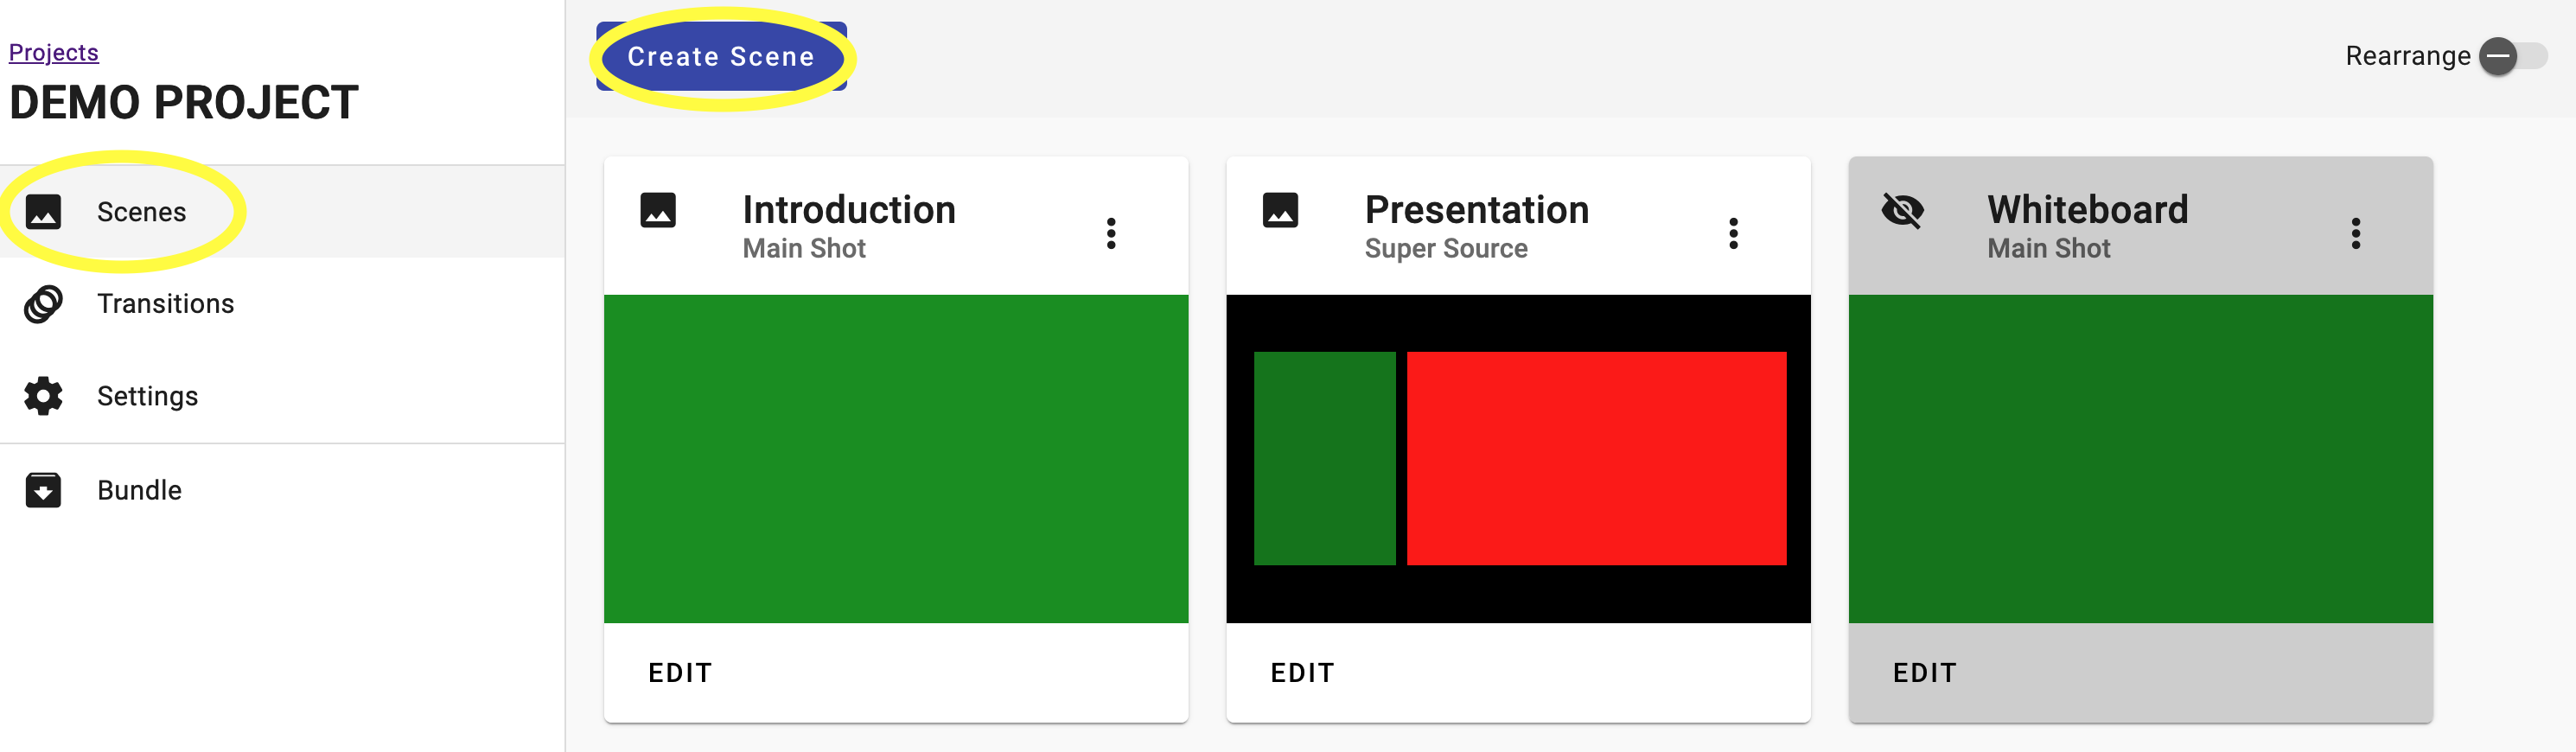 Projects
DEMO PROJECT
Scenes
Transitions
Settings
Bundle
Create Scene
Rearrange
Introduction
Main Shot
EDIT
Presentation
Super Source
EDIT
Whiteboard
Main Shot
EDIT